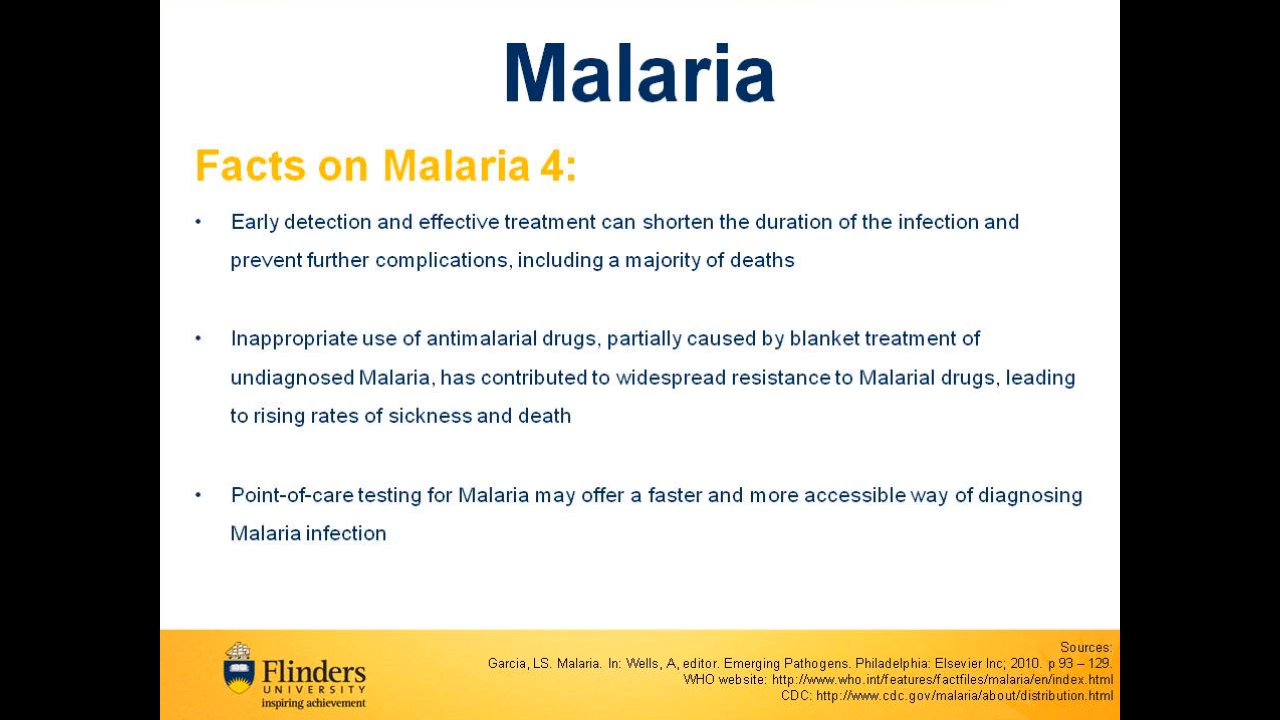 Malaria
Facts on Malaria 4:
• Early detection and effective treatment can shorten the duration of the infection and
prevent further complications, including a majority of deaths
• Inappropriate use of antimalarial drugs, partially caused by blanket treatment of
undiagnosed Malaria, has contributed to widespread resistance to Malarial drugs, leading
to rising rates of sickness and death
• Point-of-care testing for Malaria may offer a faster and more accessible way of diagnosing
Malaria infection
Flinders
UNIVERSITY
inspiring achievement
Sources:
Garcia, LS. Malaria. In: Wells, A, editor. Emerging Pathogens. Philadelphia: Elsevier Inc; 2010. p 93 – 129.
WHO website: http://www.who.int/features/factfiles/malaria/en/index.html
CDC: http://www.cdc.gov/malaria/about/distribution.html